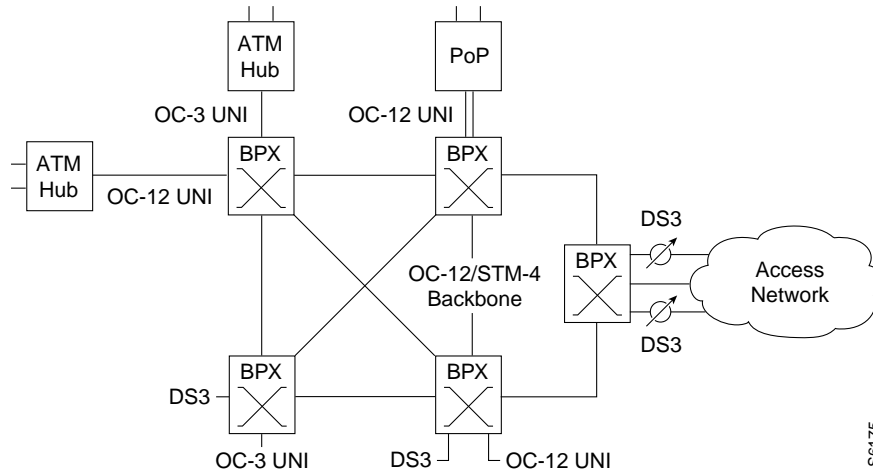 ATM
Hub
PoP
OC-3 UNI
OC-12 UNI
ATM
Hub
OC-12 UNI
BPX
BPX
DS3
BPX
OC-12/STM-4
Backbone
Access
Network
DS3
BPX
BPX
DS3
OC-3 UNI
DS3
OC-12 UNI
S6175